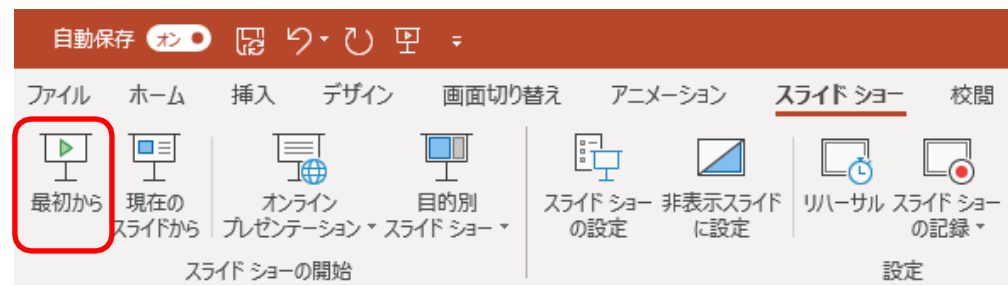 自動保存 オン
ファイル ホーム 挿入 デザイン 画面切り替え アニメーション スライド ショー 校閲
最初から 現在の オンライン 目的別 スライド ショー 非表示スライド リハーサル スライド ショー
スライドから プレゼンテーション スライド ショー の設定 に設定 の記録
スライド ショーの開始 設定